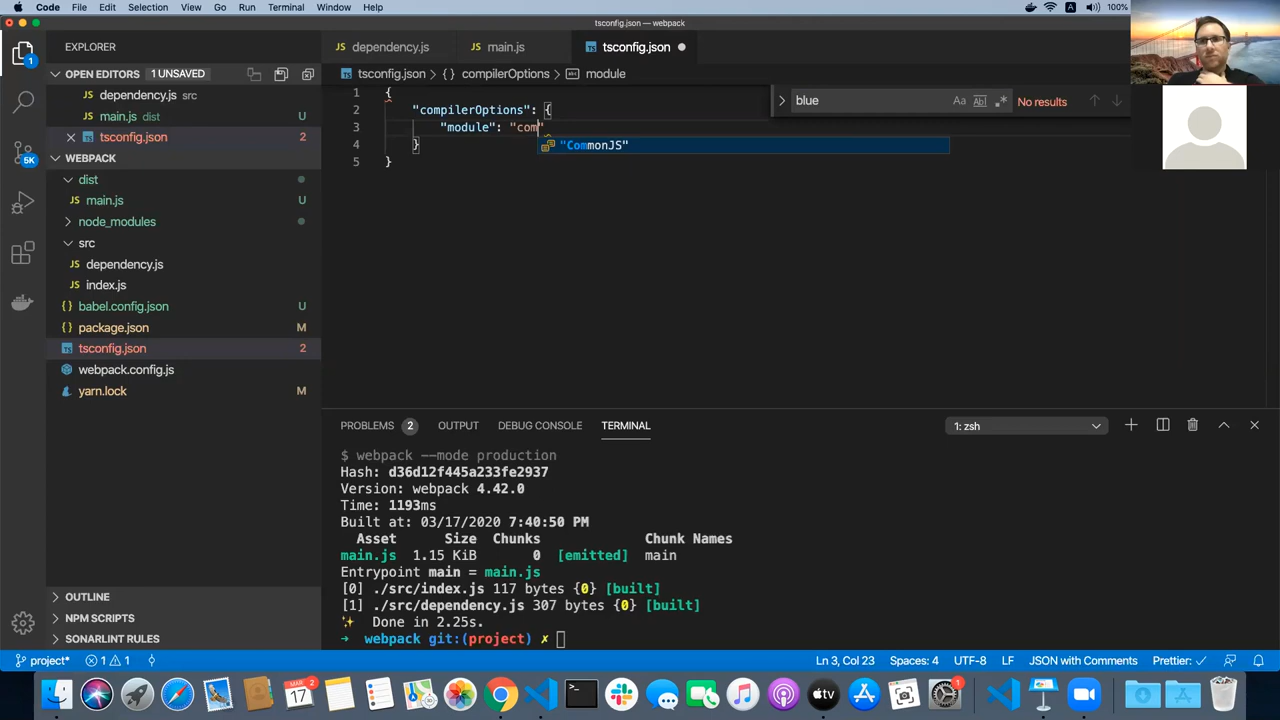 Code File Edit Selection View Go Run Terminal Window Help 100%
tsconfig.json — webpack
EXPLORER
OPEN EDITORS 1 UNSAVED
dependency.js src
main.js dist U
tsconfig.json 2
WEBPACK
dist
main.js U
node_modules
src
dependency.js
index.js
babel.config.json U
package.json M
tsconfig.json 2
webpack.config.js
yarn.lock M
OUTLINE
NPM SCRIPTS
SONARLINT RULES
1
5K
dependency.js main.js tsconfig.json
tsconfig.json {} compilerOptions module
1 {
2 "compilerOptions": {
3 "module": "com"
4 }
5 }
"CommonJS"
blue Aa Abl .* No results
PROBLEMS 2 OUTPUT DEBUG CONSOLE TERMINAL 1: zsh
$ webpack --mode production
Hash: d36d12f445a233fe2937
Version: webpack 4.42.0
Time: 1193ms
Built at: 03/17/2020 7:40:50 PM
Asset Size Chunks Chunk Names
main.js 1.15 KiB 0 [emitted] main
Entrypoint main = main.js
[0] ./src/index.js 117 bytes {0} [built]
[1] ./src/dependency.js 307 bytes {0} [built]
✨ Done in 2.25s.
➜ webpack git:(project) ✗
project* 1 1 Ln 3, Col 23 Spaces: 4 UTF-8 LF JSON with Comments Prettier: ✓
17 2 1